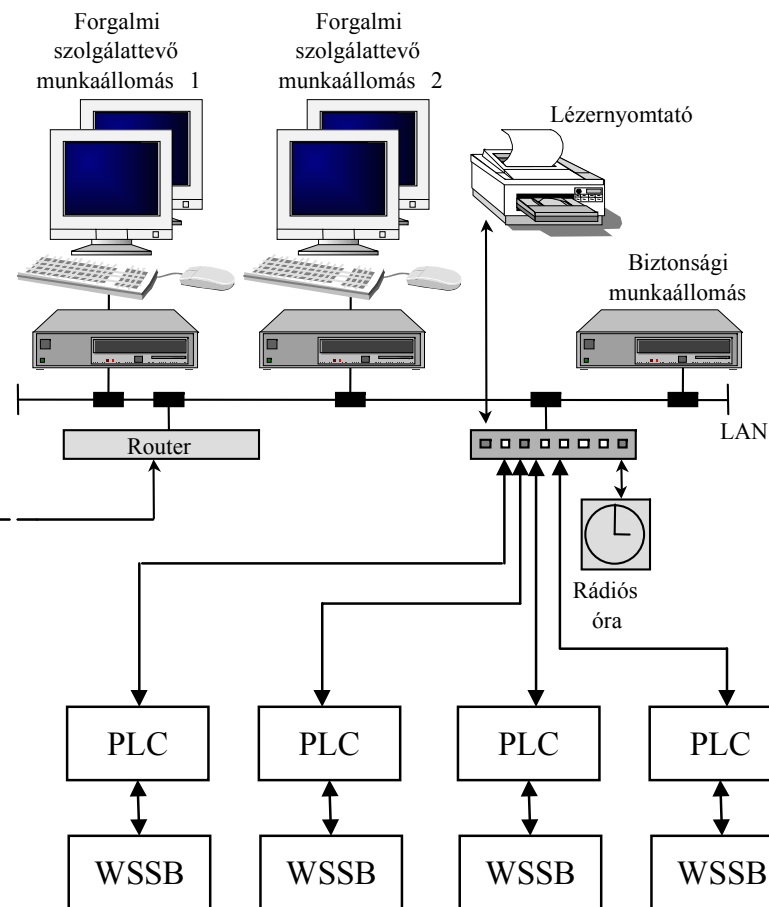 Forgalmi
szolgálattevő
munkaállomás 1
Forgalmi
szolgálattevő
munkaállomás 2
Lézernyomtató
Biztonsági
munkaállomás
LAN
Router
Rádiós
óra
PLC
PLC
PLC
PLC
WSSB
WSSB
WSSB
WSSB